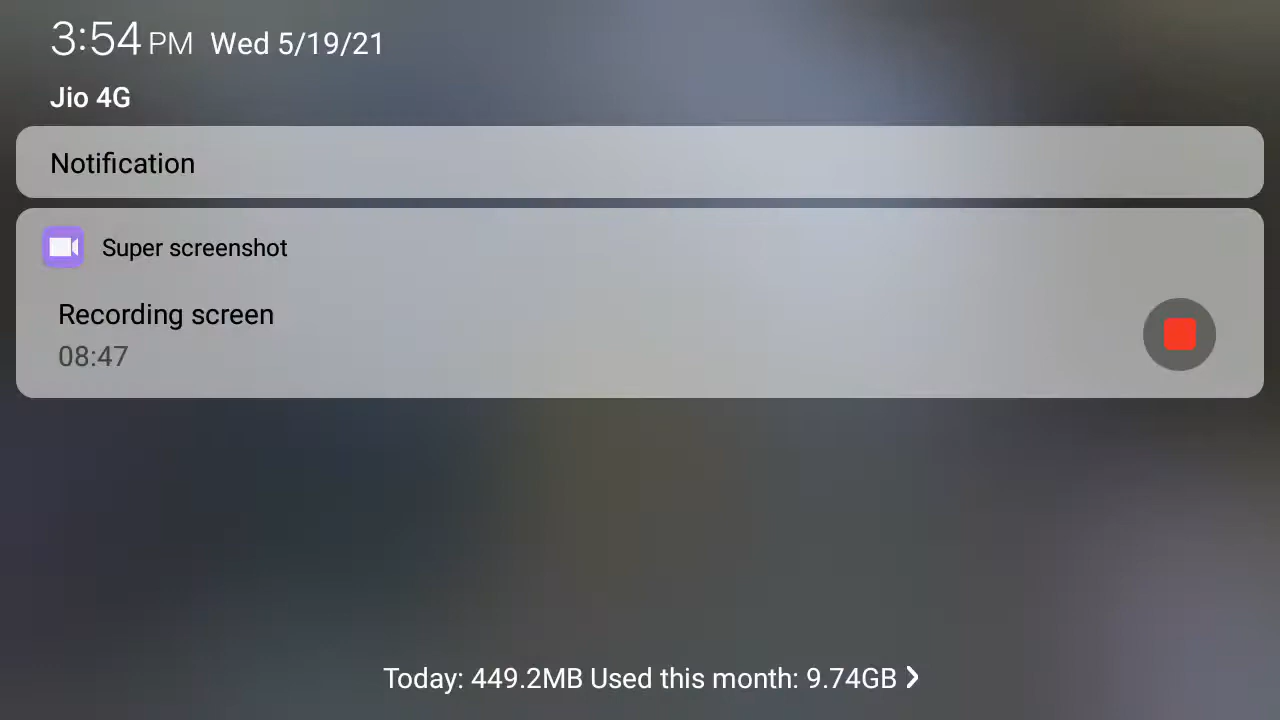 3:54 PM Wed 5/19/21
Jio 4G
Notification
Super screenshot
Recording screen
08:47
Today: 449.2MB Used this month: 9.74GB